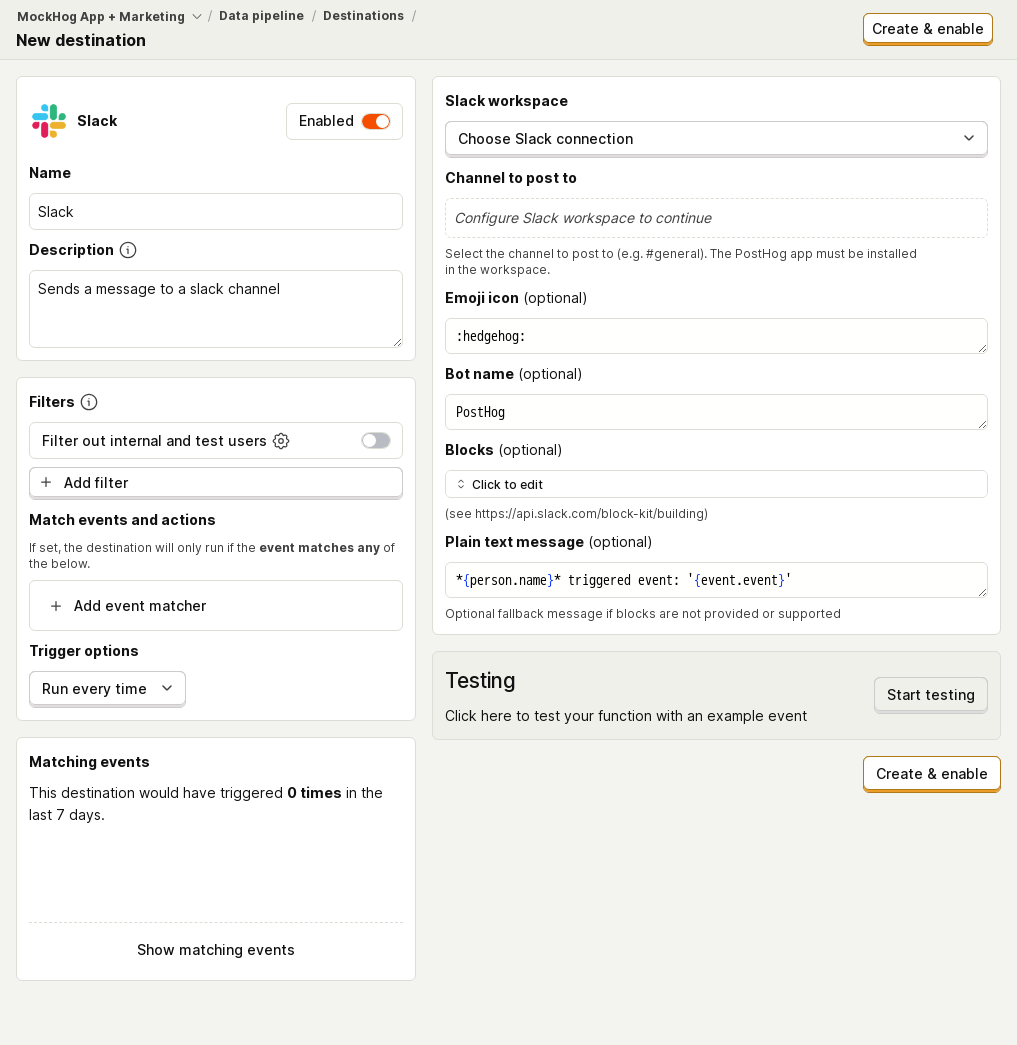 MockHog App + Marketing / Data pipeline / Destinations /
New destination
Create & enable
Slack
Enabled
Name
Slack
Description
Sends a message to a slack channel
Filters
Filter out internal and test users
Add filter
Match events and actions
If set, the destination will only run if the event matches any of
the below.
Add event matcher
Trigger options
Run every time
Matching events
This destination would have triggered 0 times in the
last 7 days.
Show matching events
Slack workspace
Choose Slack connection
Channel to post to
Configure Slack workspace to continue
Select the channel to post to (e.g. #general). The PostHog app must be installed
in the workspace.
Emoji icon (optional)
:hedgehog:
Bot name (optional)
PostHog
Blocks (optional)
Click to edit
(see https://api.slack.com/block-kit/building)
Plain text message (optional)
*{person.name}* triggered event: '{event.event}'
Optional fallback message if blocks are not provided or supported
Testing
Click here to test your function with an example event
Start testing
Create & enable